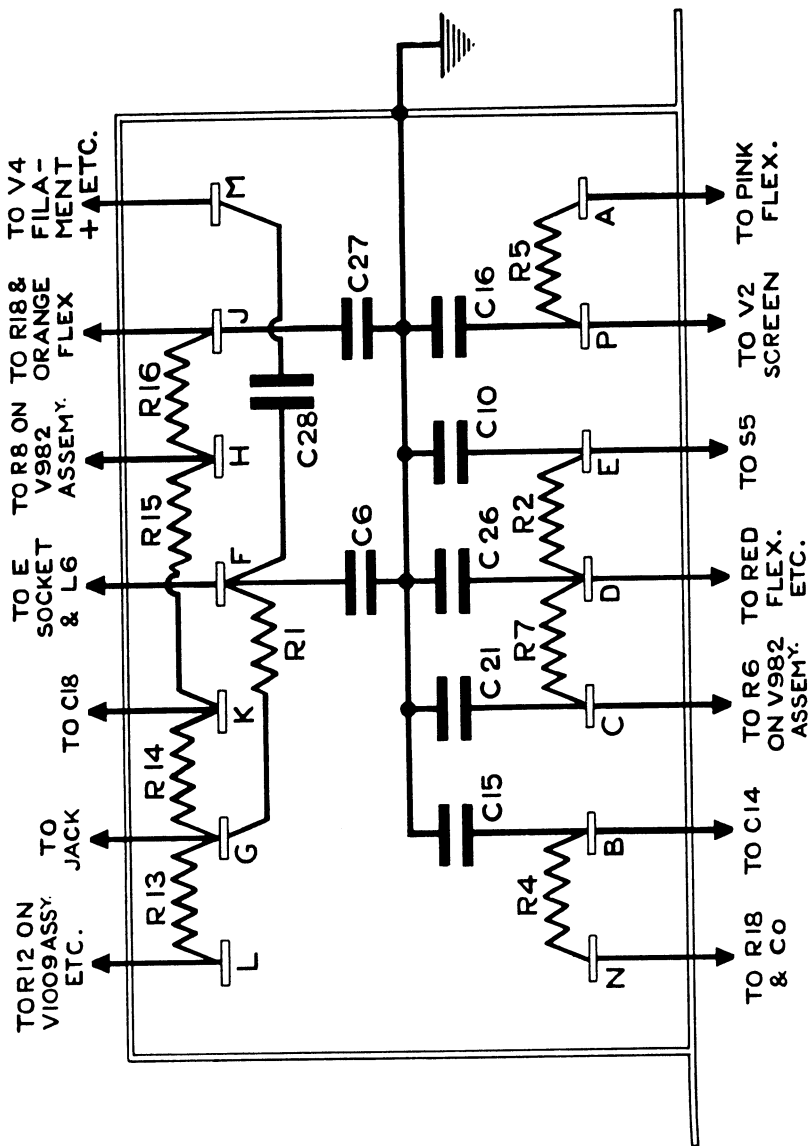 TO R12 ON
V1009 ASSY.
ETC.
TO
JACK
TO C18
TO E
SOCKET
& L6
TO R8 ON
V982
ASSEMY.
TO R18 &
ORANGE
FLEX
TO V4
FILA-
MENT
+ ETC.
L
R13
G
R14
K
R15
F
H
R16
J
M
R1
C28
C6
C27
C15
C21
C26
C10
C16
R4
R7
R2
R5
N
B
C
D
E
P
A
TO R18
& CO
TO C14
TO R6
ON V982
ASSEMY.
TO RED
FLEX.
ETC.
TO S5
TO V2
SCREEN
TO PINK
FLEX.